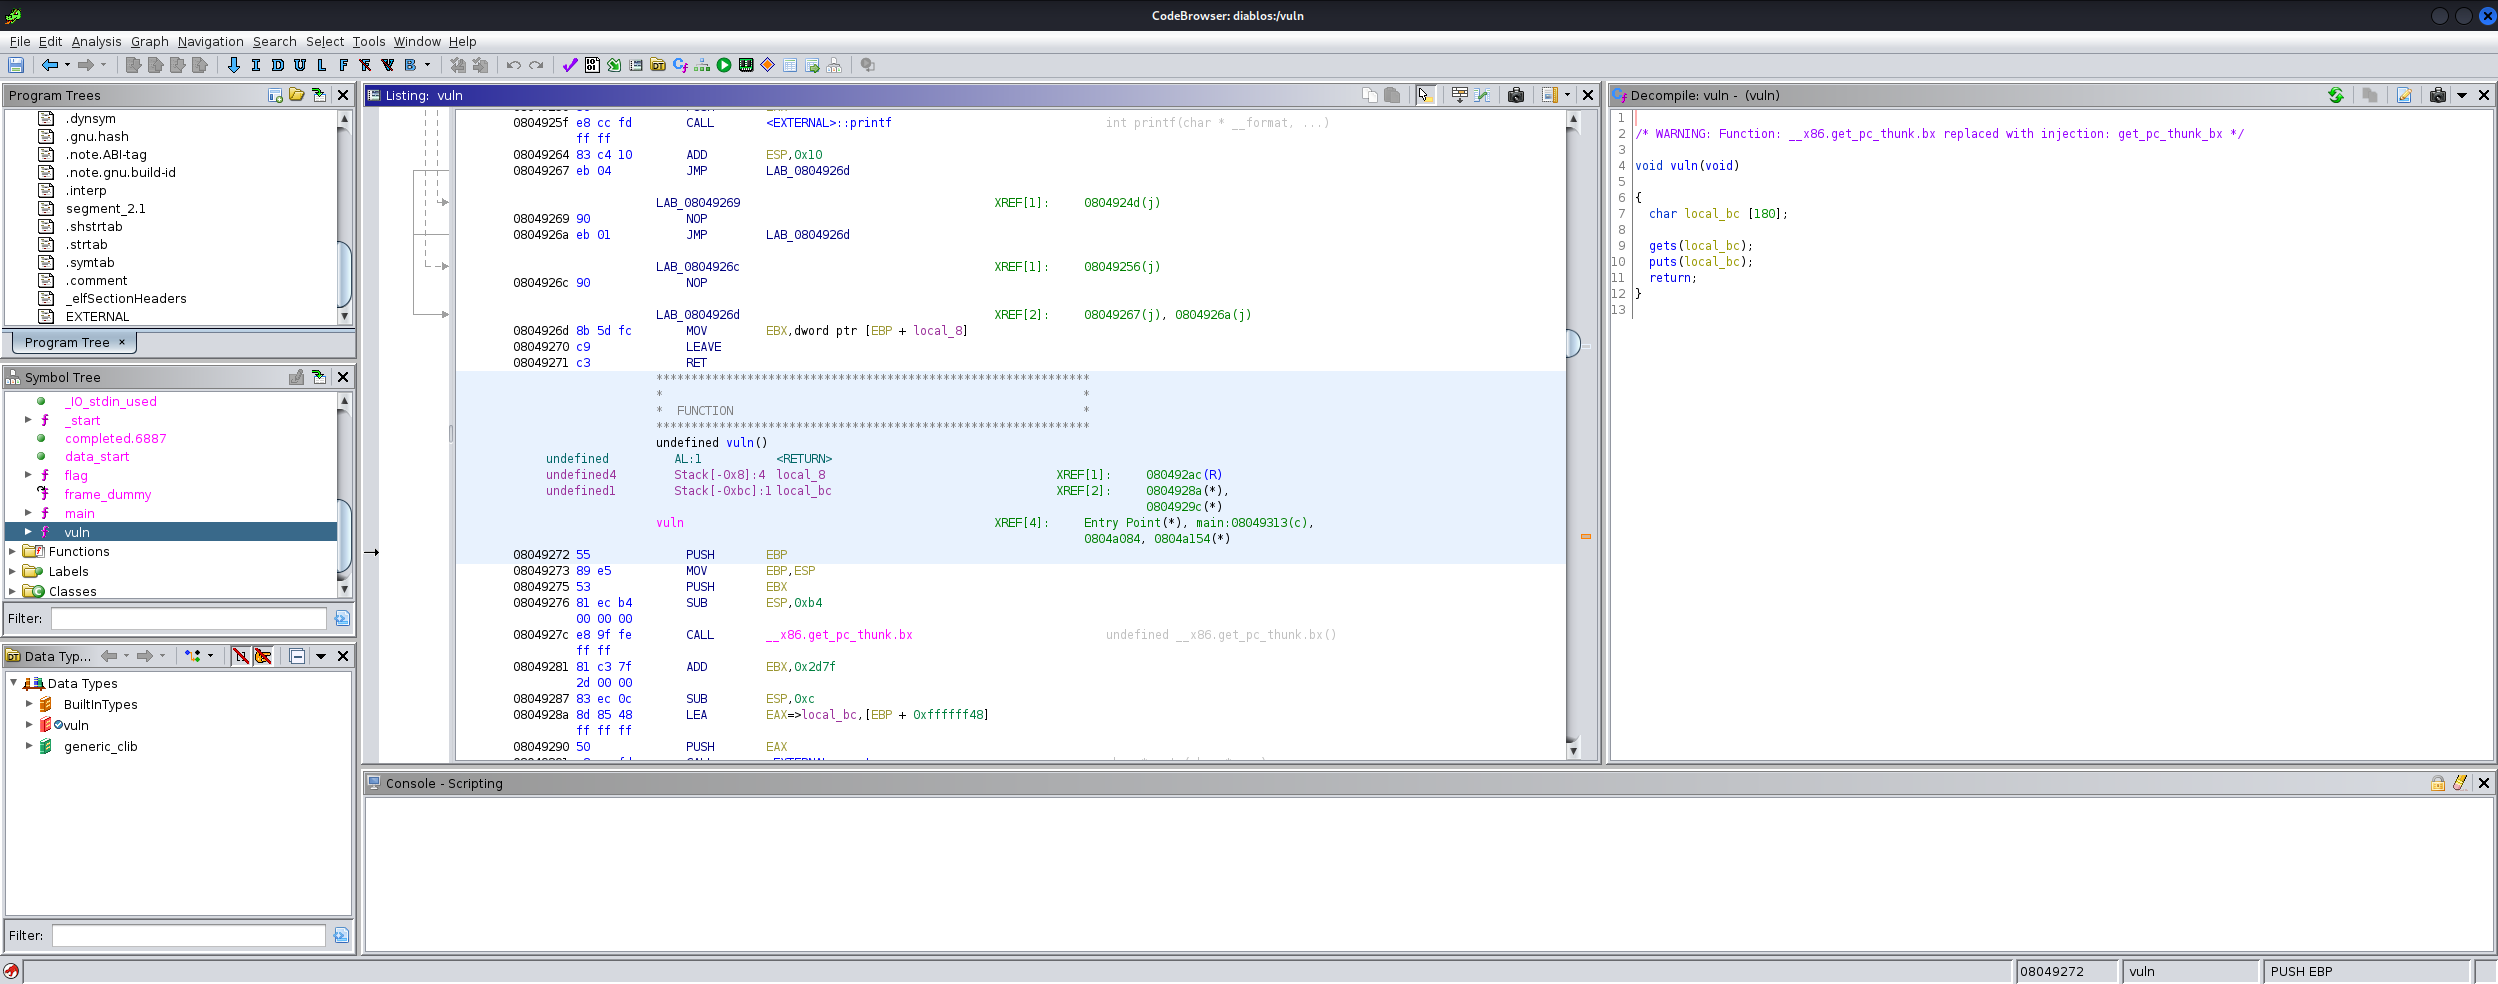 CodeBrowser: diablos:/vuln
File Edit Analysis Graph Navigation Search Select Tools Window Help
I D U L F B
Program Trees
.dynsym
.gnu.hash
.note.ABI-tag
.note.gnu.build-id
.interp
segment_2.1
.shstrtab
.strtab
.symtab
.comment
_elfSectionHeaders
EXTERNAL
Program Tree ×
Symbol Tree
_IO_stdin_used
_start
completed.6887
data_start
flag
frame_dummy
main
vuln
Functions
Labels
Classes
Filter:
Data Typ...
Data Types
BuiltInTypes
vuln
generic_clib
Filter:
Listing: vuln
0804925f e8 cc fd CALL <EXTERNAL>::printf int printf(char * __format, ...)
ff ff
08049264 83 c4 10 ADD ESP,0x10
08049267 eb 04 JMP LAB_0804926d
LAB_08049269 XREF[1]: 0804924d(j)
08049269 90 NOP
0804926a eb 01 JMP LAB_0804926d
LAB_0804926c XREF[1]: 08049256(j)
0804926c 90 NOP
LAB_0804926d XREF[2]: 08049267(j), 0804926a(j)
0804926d 8b 5d fc MOV EBX,dword ptr [EBP + local_8]
08049270 c9 LEAVE
08049271 c3 RET
**************************************************************
* *
* FUNCTION *
**************************************************************
undefined vuln()
undefined AL:1 <RETURN>
undefined4 Stack[-0x8]:4 local_8 XREF[1]: 080492ac(R)
undefined1 Stack[-0xbc]:1 local_bc XREF[2]: 0804928a(*),
0804929c(*)
vuln XREF[4]: Entry Point(*), main:08049313(c),
0804a084, 0804a154(*)
08049272 55 PUSH EBP
08049273 89 e5 MOV EBP,ESP
08049275 53 PUSH EBX
08049276 81 ec b4 SUB ESP,0xb4
00 00 00
0804927c e8 9f fe CALL __x86.get_pc_thunk.bx undefined __x86.get_pc_thunk.bx()
ff ff
08049281 81 c3 7f ADD EBX,0x2d7f
2d 00 00
08049287 83 ec 0c SUB ESP,0xc
0804928a 8d 85 48 LEA EAX=>local_bc,[EBP + 0xffffff48]
ff ff ff
08049290 50 PUSH EAX
Decompile: vuln - (vuln)
1
2 /* WARNING: Function: __x86.get_pc_thunk.bx replaced with injection: get_pc_thunk_bx */
3
4 void vuln(void)
5
6 {
7 char local_bc [180];
8
9 gets(local_bc);
10 puts(local_bc);
11 return;
12 }
13
Console - Scripting
08049272 vuln PUSH EBP